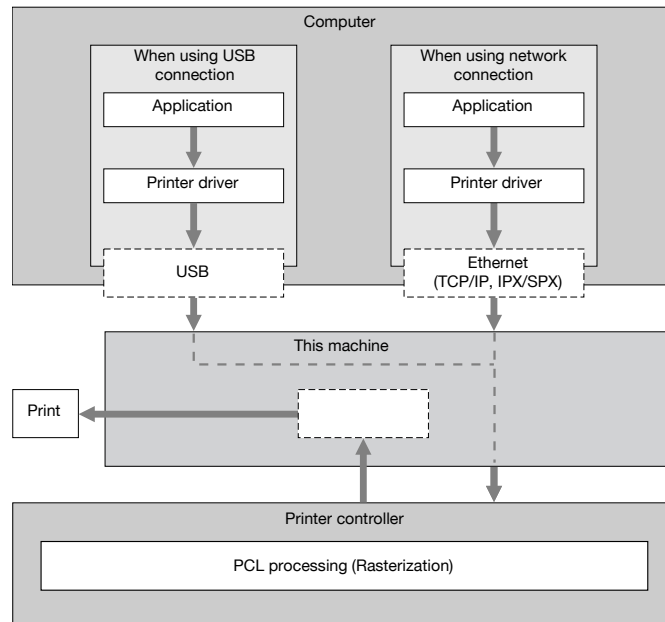 Computer
When using USB
connection
When using network
connection
Application
Application
Printer driver
Printer driver
USB
Ethernet
(TCP/IP, IPX/SPX)
This machine
Print
Printer controller
PCL processing (Rasterization)